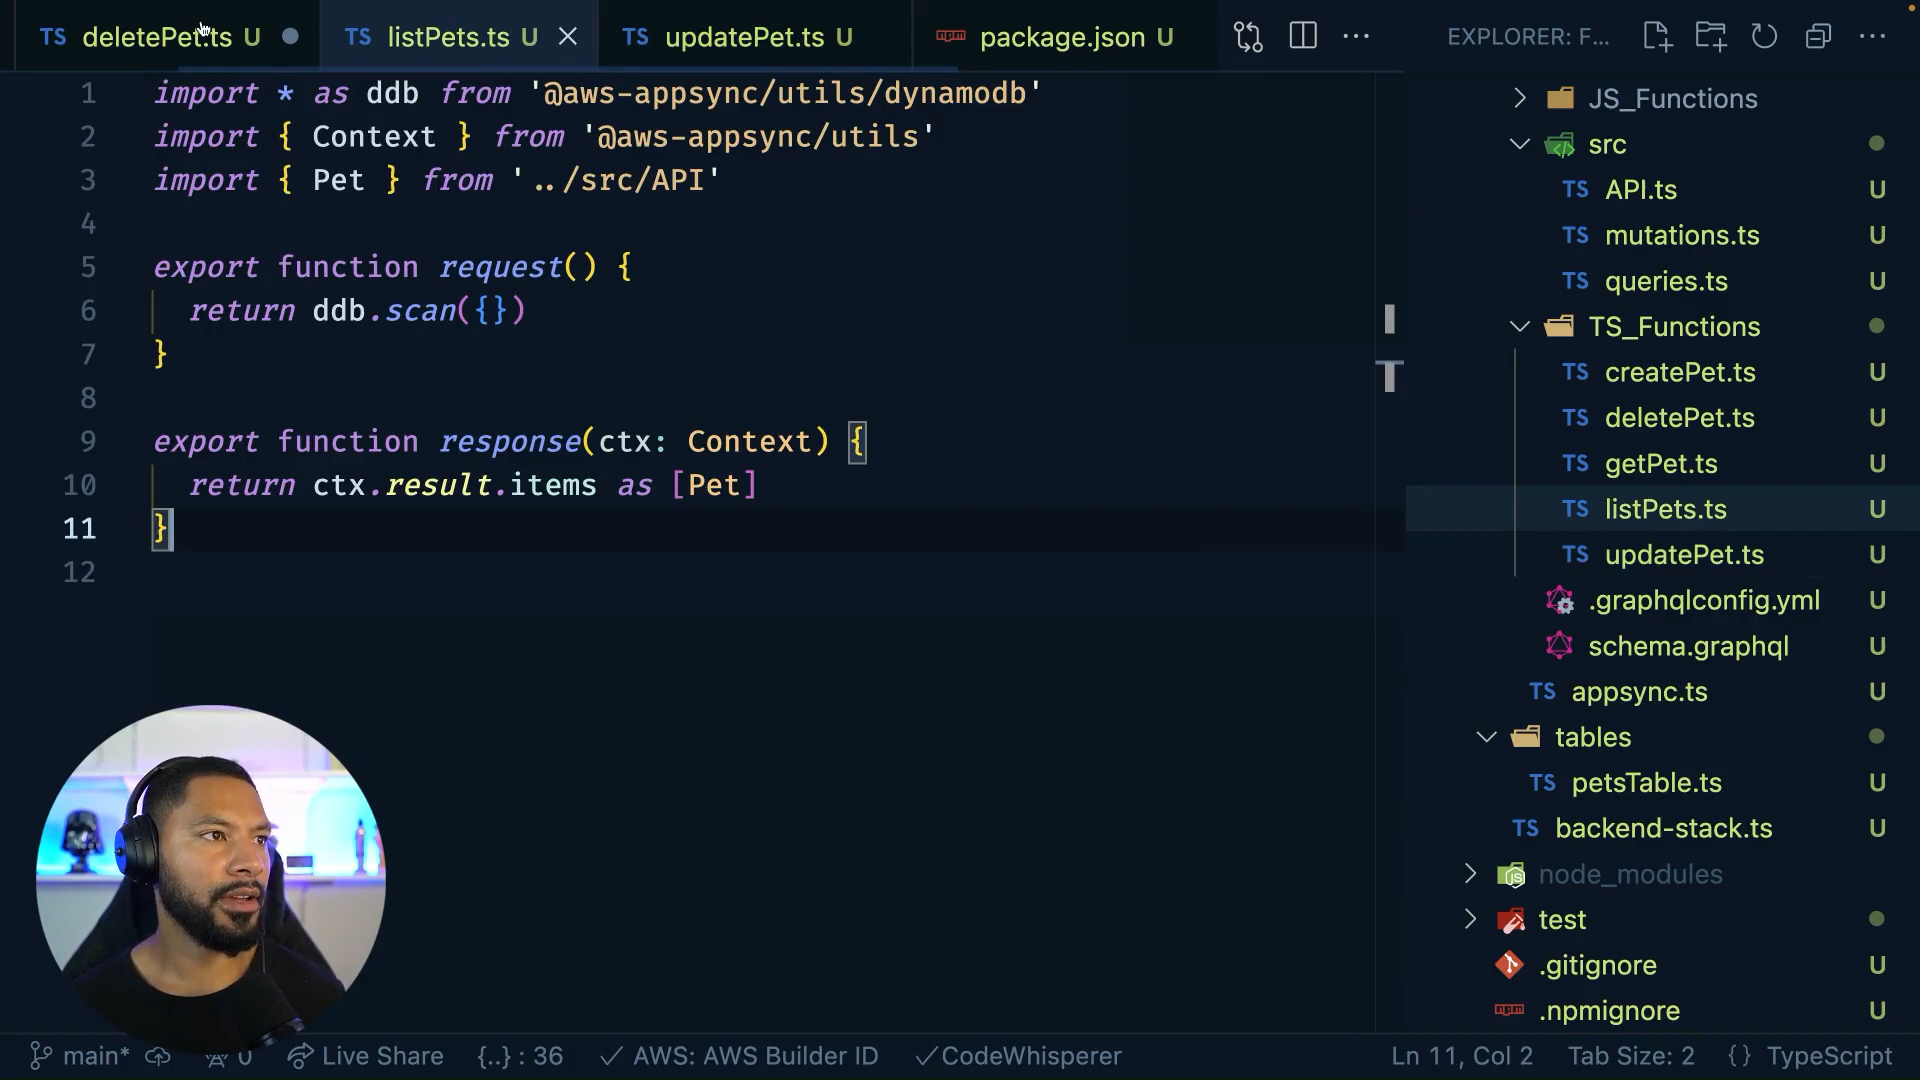 TS deletePet.ts U
TS listPets.ts U
TS updatePet.ts U
package.json U
EXPLORER: F...
1 import * as ddb from '@aws-appsync/utils/dynamodb'
2 import { Context } from '@aws-appsync/utils'
3 import { Pet } from '../src/API'
4
5 export function request() {
6 return ddb.scan({})
7 }
8
9 export function response(ctx: Context) {
10 return ctx.result.items as [Pet]
11 }
12
JS_Functions
src
TS API.ts U
TS mutations.ts U
TS queries.ts U
TS_Functions
TS createPet.ts U
TS deletePet.ts U
TS getPet.ts U
TS listPets.ts U
TS updatePet.ts U
.graphqlconfig.yml U
schema.graphql U
TS appsync.ts U
tables
TS petsTable.ts U
TS backend-stack.ts U
node_modules
test
.gitignore U
.npmignore U
main* 0 Live Share {..} : 36 AWS: AWS Builder ID CodeWhisperer Ln 11, Col 2 Tab Size: 2 {} TypeScript